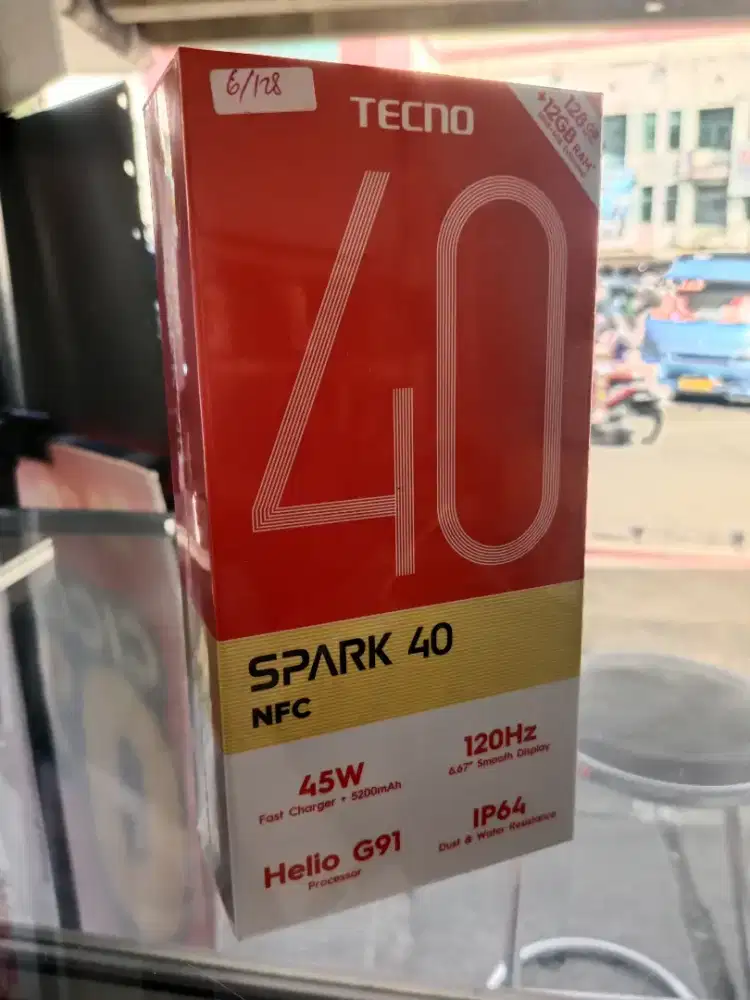 6/128
TECNO
128GB
12GB RAM*
40
SPARK 40
NFC
45W
Fast Charger + 5200mAh
120Hz
6.67" Smooth Display
Helio G91
Processor
IP64
Dust & Water Resistance